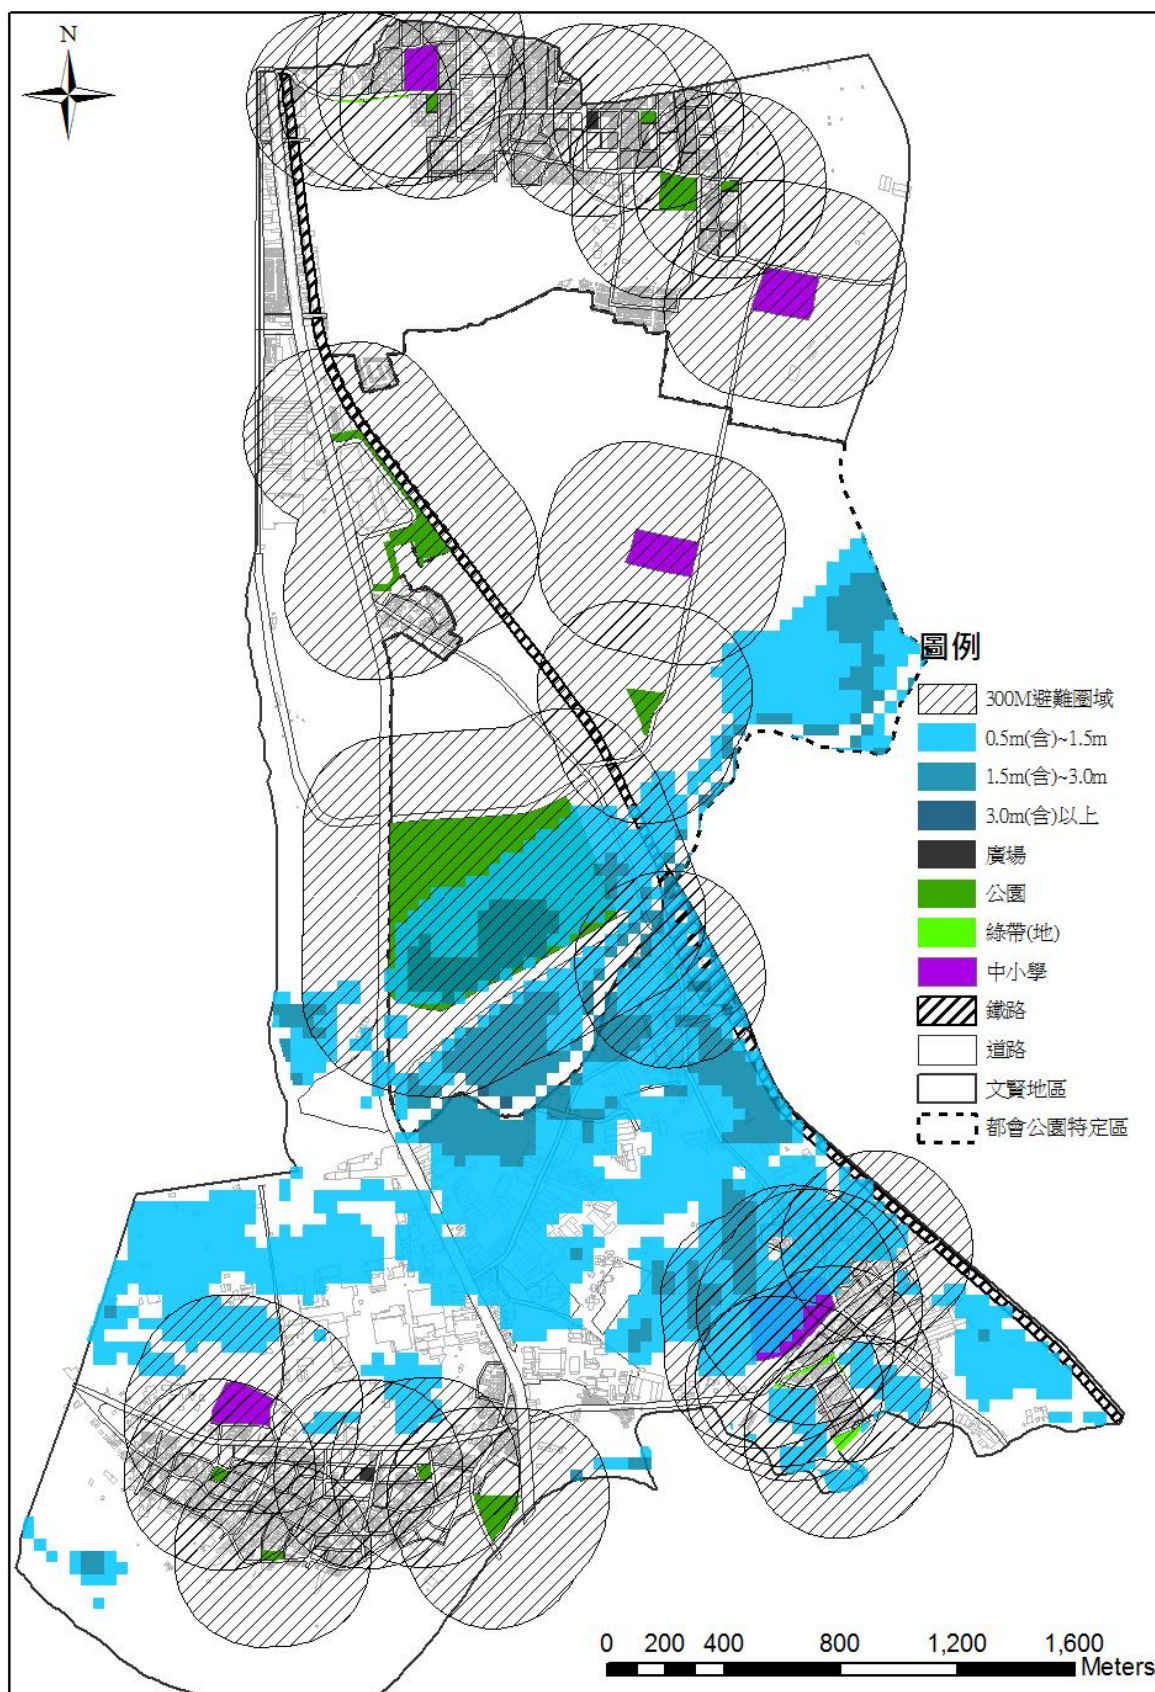 N
圖例
300M避難圈域
0.5m(含)~1.5m
1.5m(含)~3.0m
3.0m(含)以上
廣場
公園
綠帶(地)
中小學
鐵路
道路
文賢地區
都會公園特定區
0 200 400 800 1,200 1,600
Meters